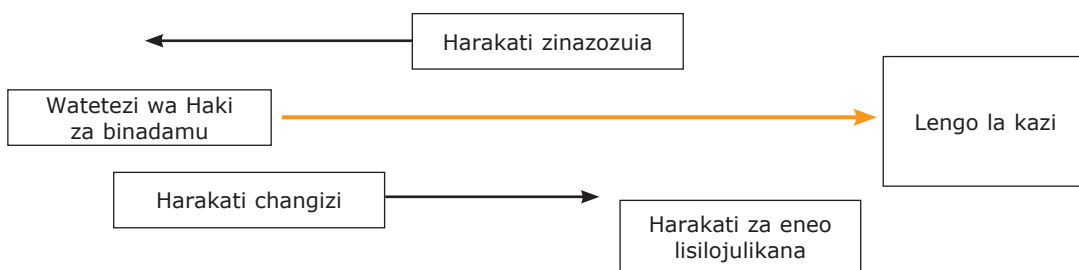 Harakati zinazozuia
Watetezi wa Haki
za binadamu
Lengo la kazi
Harakati changizi
Harakati za eneo
lisilojulikana